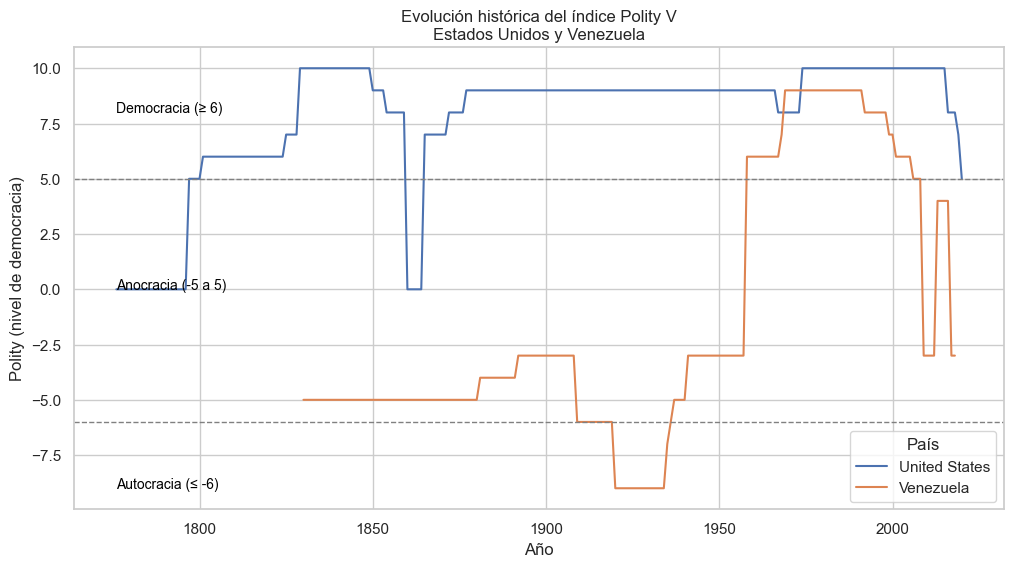 Evolución histórica del índice Polity V
Estados Unidos y Venezuela
Polity (nivel de democracia)
10.0
7.5
5.0
2.5
0.0
−2.5
−5.0
−7.5
Democracia (≥ 6)
Anocracia (-5 a 5)
Autocracia (≤ -6)
País
United States
Venezuela
1800
1850
1900
1950
2000
Año